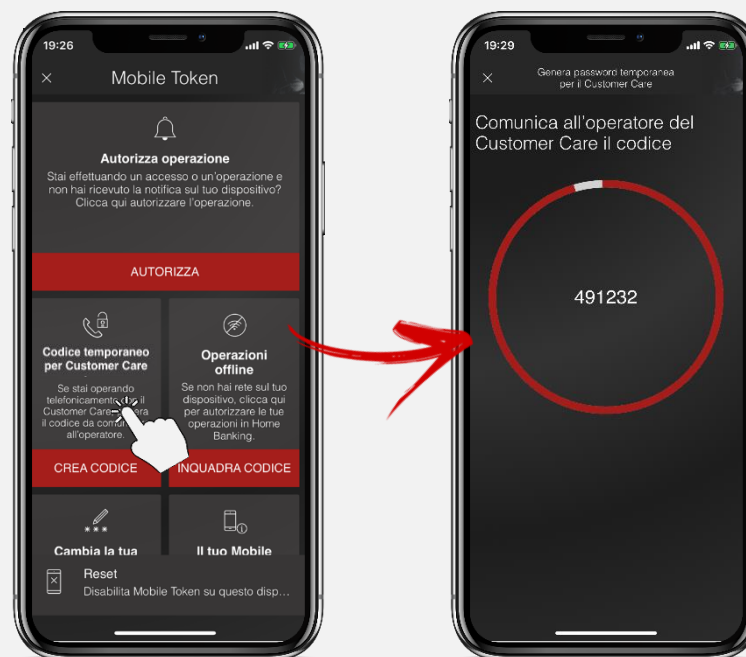 19:26
Mobile Token
Autorizza operazione
Stai effettuando un accesso o un'operazione e
non hai ricevuto la notifica sul tuo dispositivo?
Clicca qui autorizzare l'operazione.
AUTORIZZA
Codice temporaneo
per Customer Care
Se stai operando
telefonicamente il
Customer Care
il codice da
all'operatore.
CREA CODICE
Operazioni
offline
Se non hai rete sul tuo
dispositivo, clicca qui
per autorizzare le tue
operazioni in Home
Banking.
INQUADRA CODICE
Cambia la tua
Il tuo Mobile
Reset
Disabilita Mobile Token su questo disp...
19:29
Genera password temporanea
per il Customer Care
Comunica all'operatore del
Customer Care il codice
491232